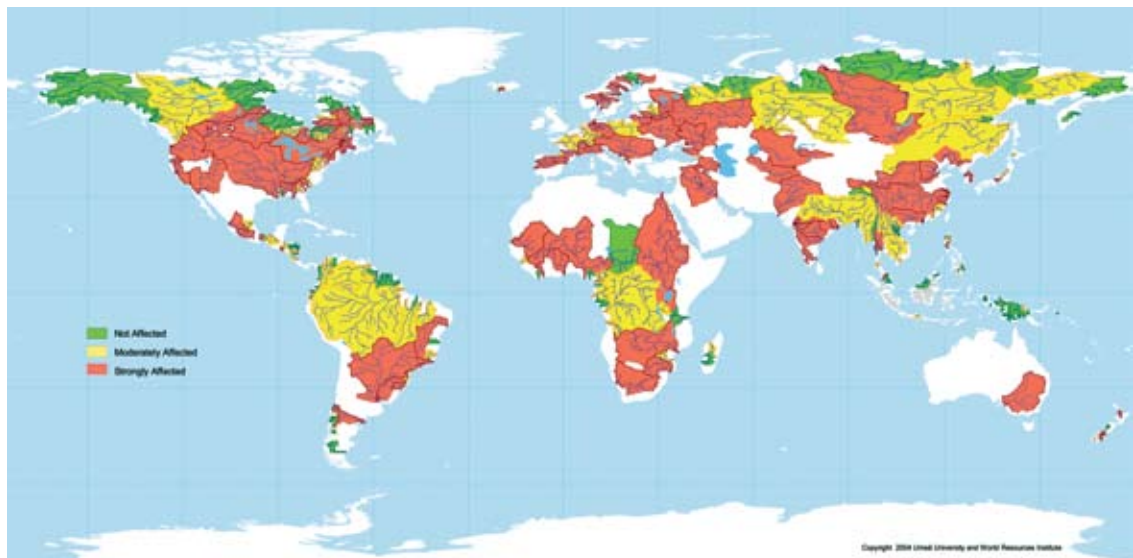 Not Affected
Moderately Affected
Strongly Affected
Copyright 2004 Umeå University and World Resources Institute